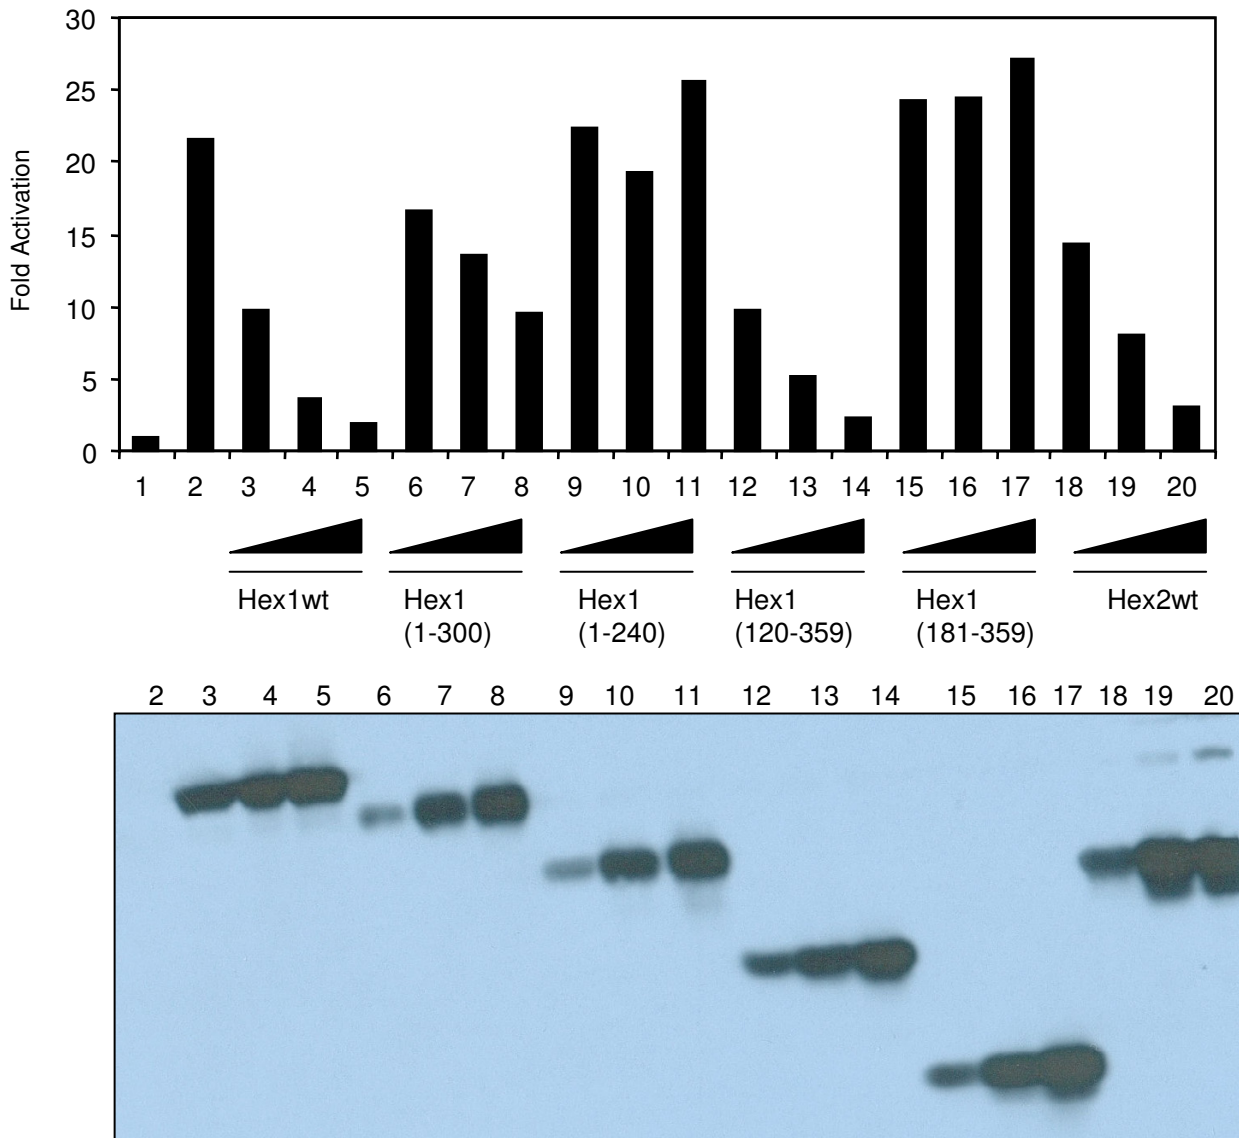 30
25
20
15
10
5
0
Fold Activation
1 2 3 4 5 6 7 8 9 10 11 12 13 14 15 16 17 18 19 20
Hex1wt Hex1 Hex1 Hex1 Hex1 Hex2wt
(1-300) (1-240) (120-359) (181-359)
2 3 4 5 6 7 8 9 10 11 12 13 14 15 16 17 18 19 20